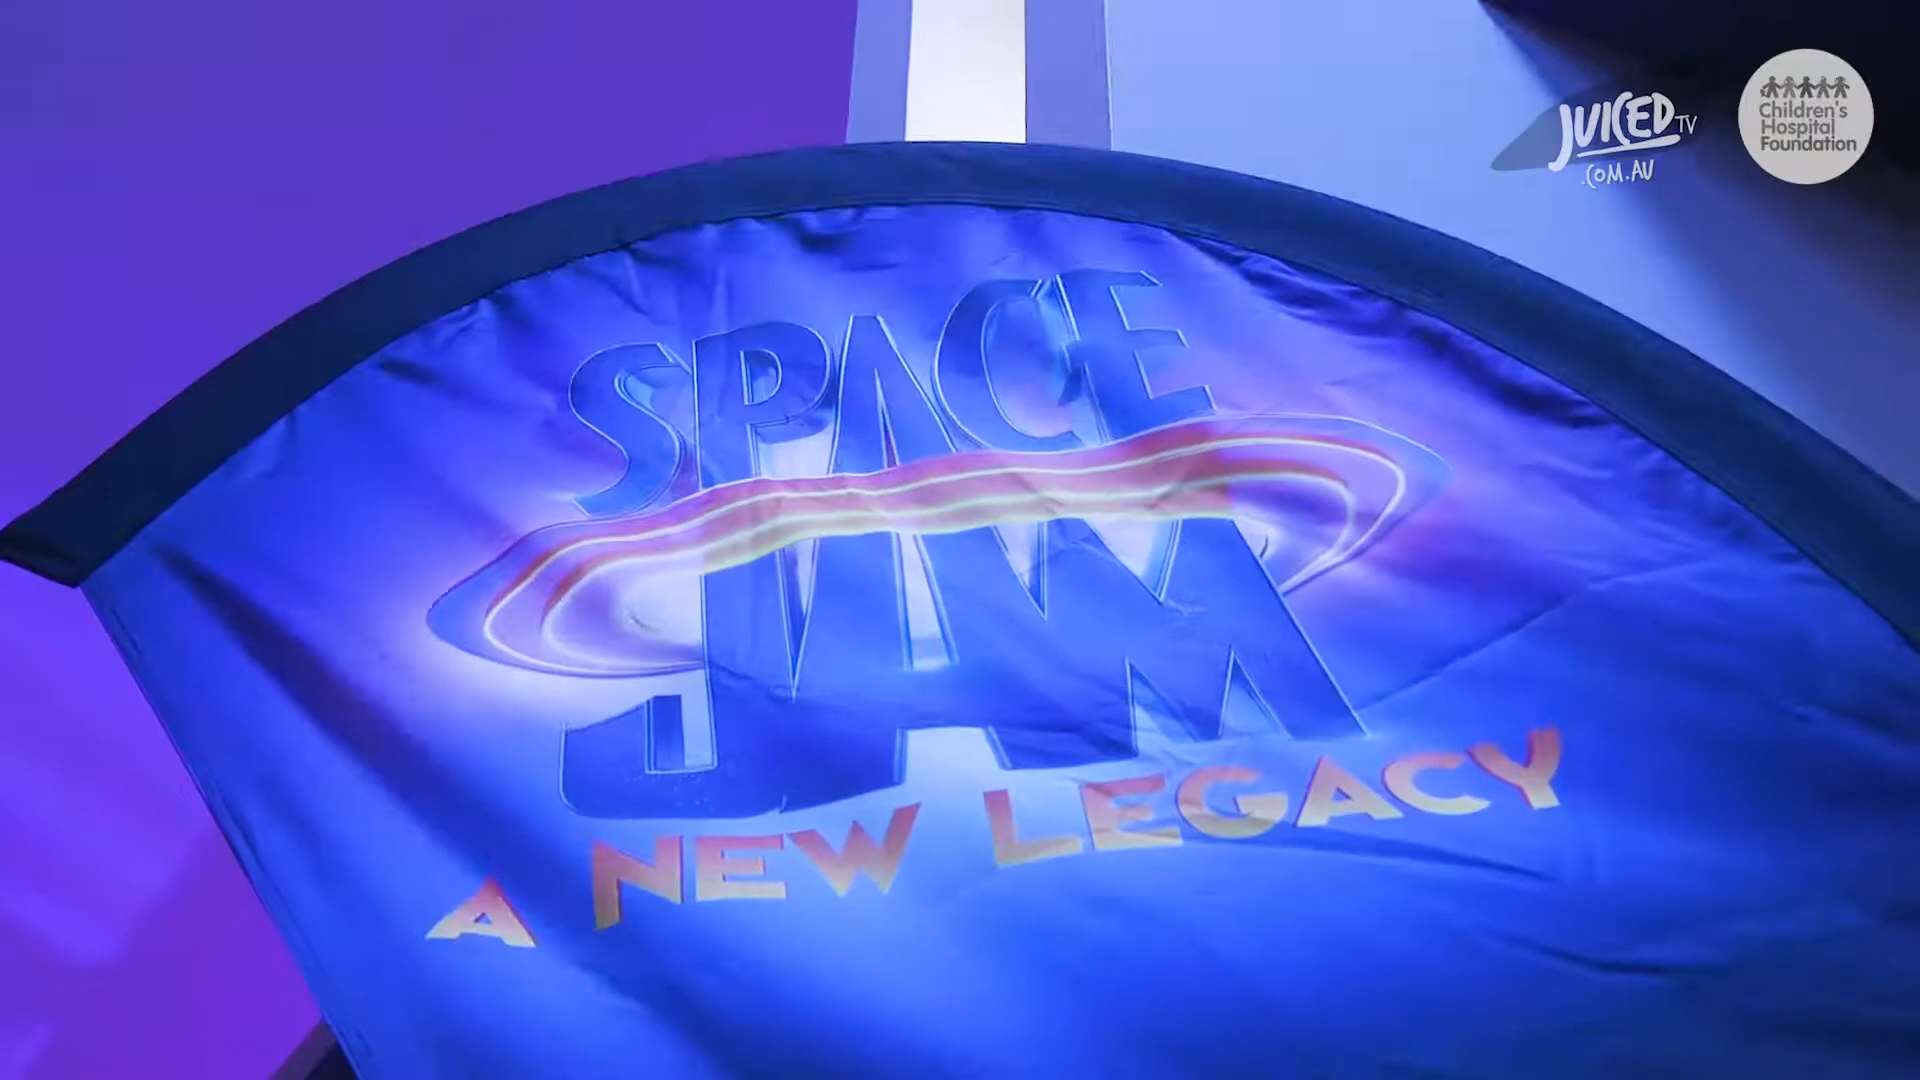 JUICED TV
.COM.AU
Children's
Hospital
Foundation
SPACE
JAM
A NEW LEGACY